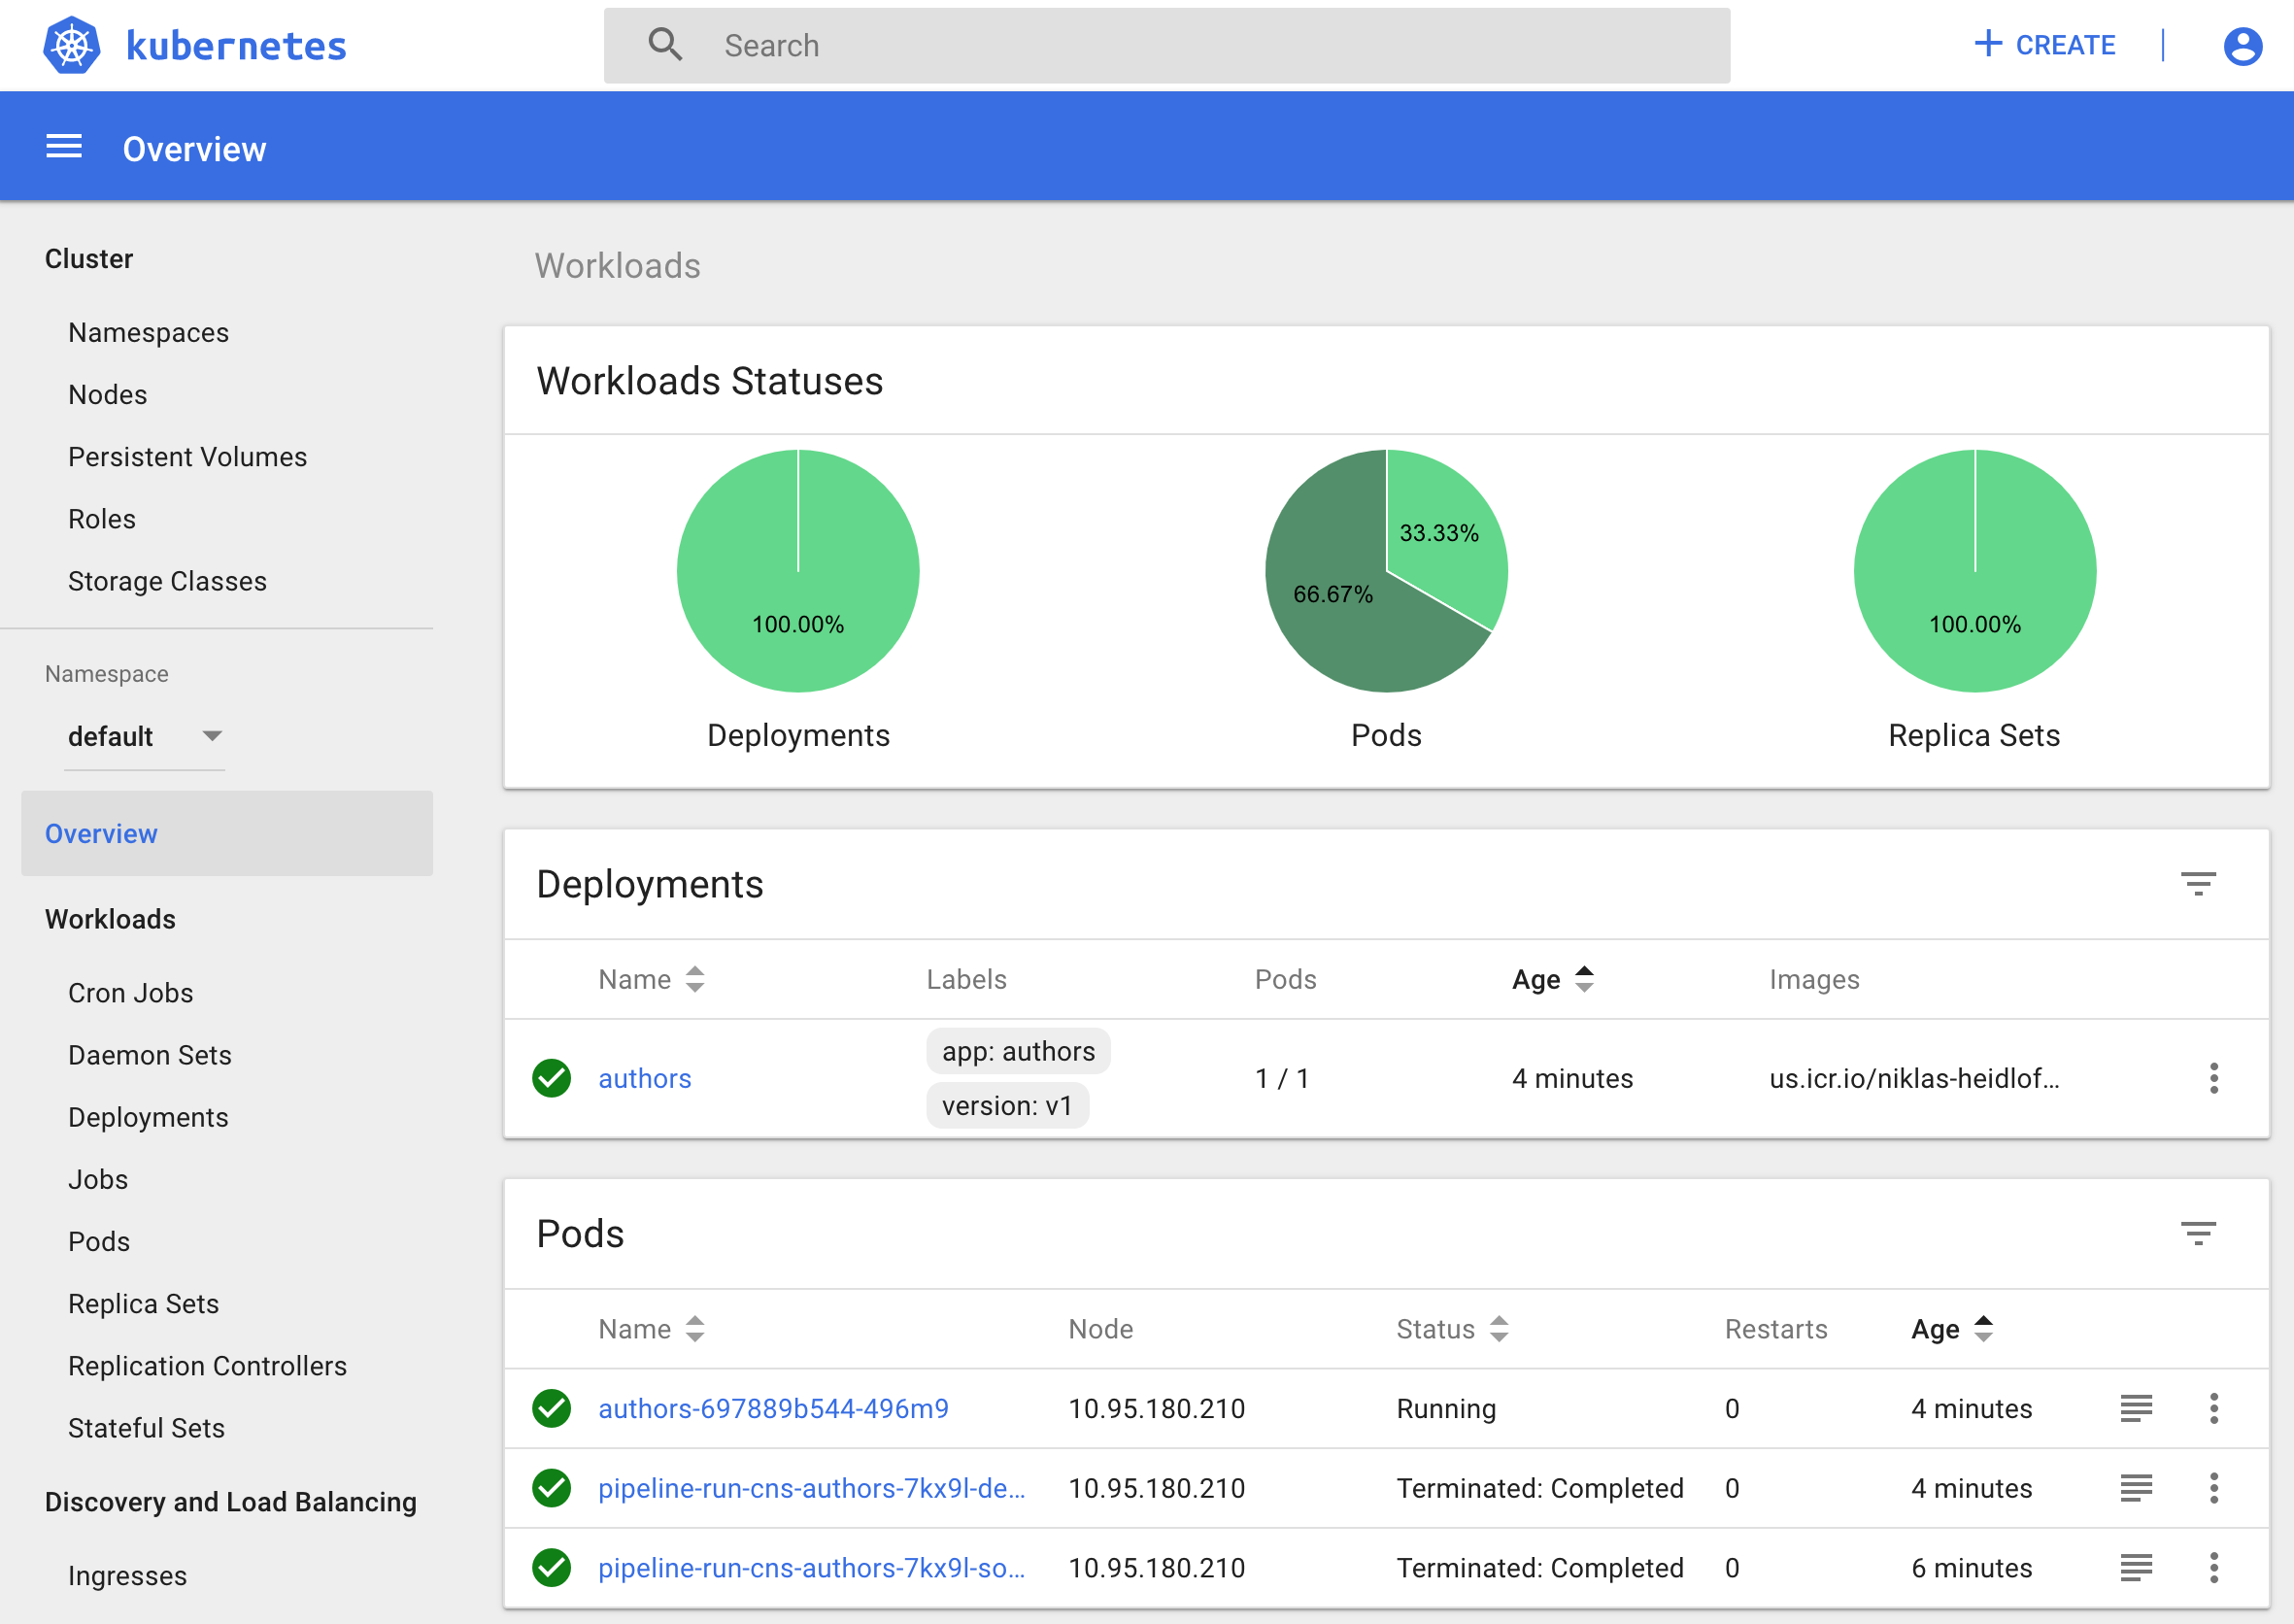 kubernetes
Search
+ CREATE
Overview
Cluster
Namespaces
Nodes
Persistent Volumes
Roles
Storage Classes
Namespace
default
Overview
Workloads
Cron Jobs
Daemon Sets
Deployments
Jobs
Pods
Replica Sets
Replication Controllers
Stateful Sets
Discovery and Load Balancing
Ingresses
Workloads
Workloads Statuses
100.00%
Deployments
33.33%
66.67%
Pods
100.00%
Replica Sets
Deployments
Name Labels Pods Age Images
authors app: authors version: v1 1 / 1 4 minutes us.icr.io/niklas-heidlof...
Pods
Name Node Status Restarts Age
authors-697889b544-496m9 10.95.180.210 Running 0 4 minutes
pipeline-run-cns-authors-7kx9l-de... 10.95.180.210 Terminated: Completed 0 4 minutes
pipeline-run-cns-authors-7kx9l-so... 10.95.180.210 Terminated: Completed 0 6 minutes